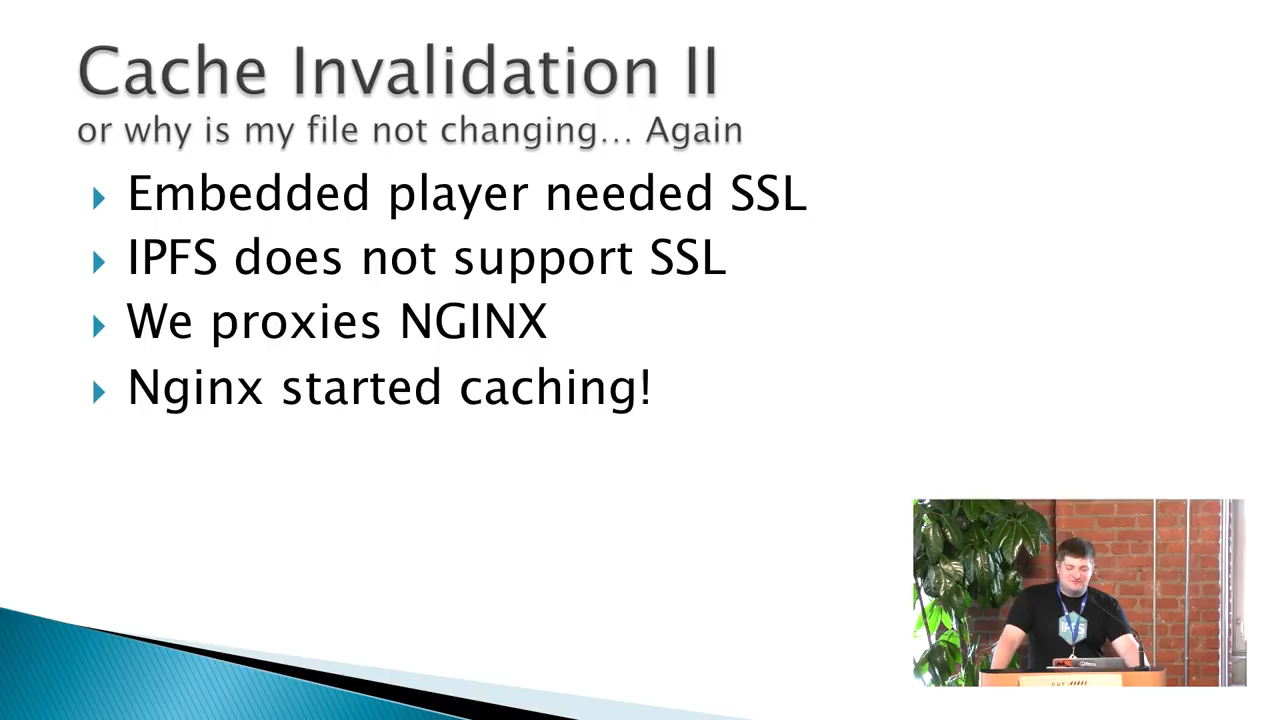 Cache Invalidation II
or why is my file not changing... Again
Embedded player needed SSL
IPFS does not support SSL
We proxies NGINX
Nginx started caching!
IPFS